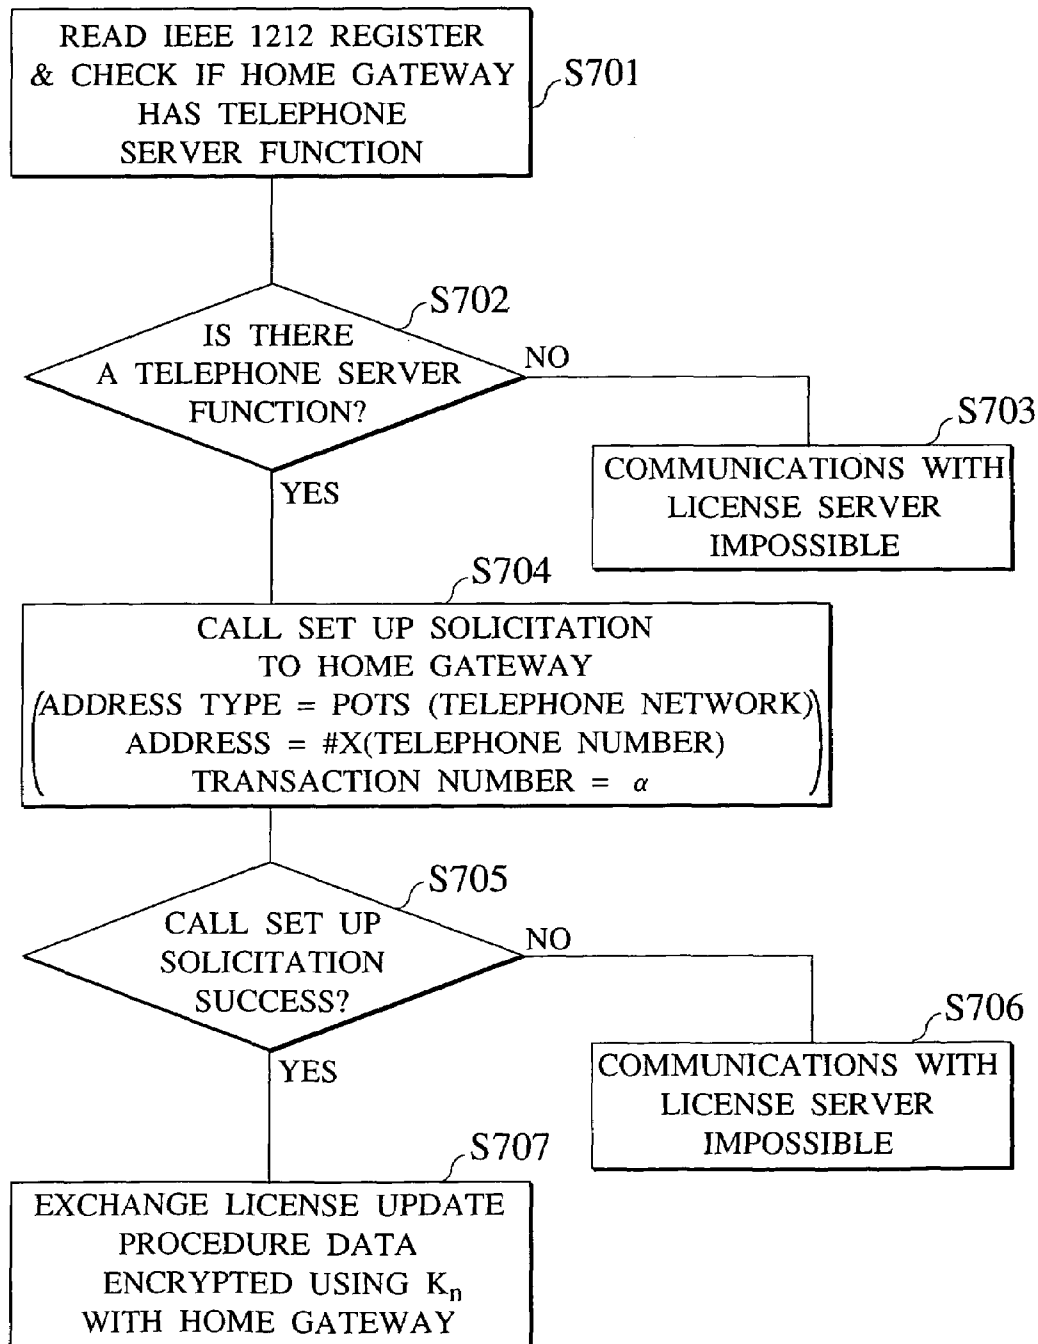 READ IEEE 1212 REGISTER
& CHECK IF HOME GATEWAY
HAS TELEPHONE
SERVER FUNCTION
S701
S702
IS THERE
A TELEPHONE SERVER
FUNCTION?
NO
YES
S703
COMMUNICATIONS WITH
LICENSE SERVER
IMPOSSIBLE
S704
CALL SET UP SOLICITATION
TO HOME GATEWAY
(ADDRESS TYPE = POTS (TELEPHONE NETWORK)
ADDRESS = #X(TELEPHONE NUMBER)
TRANSACTION NUMBER = α)
S705
CALL SET UP
SOLICITATION
SUCCESS?
NO
YES
S706
COMMUNICATIONS WITH
LICENSE SERVER
IMPOSSIBLE
S707
EXCHANGE LICENSE UPDATE
PROCEDURE DATA
ENCRYPTED USING Kn
WITH HOME GATEWAY